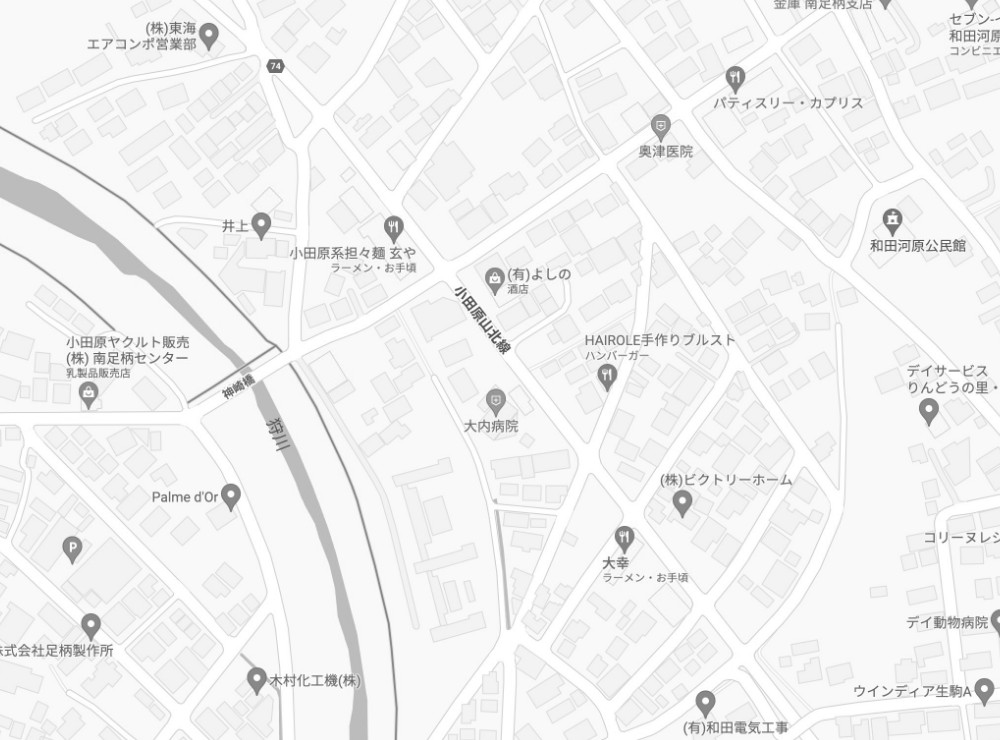 金庫 南足柄支店
セブン-
和田河原
コンビニエ
(株)東海
エアコンポ営業部
74
パティスリー・カプリス
奥津医院
井上
小田原系担々麺 玄や
ラーメン・お手頃
和田河原公民館
(有)よしの
酒店
小田原山北線
小田原ヤクルト販売
(株) 南足柄センター
乳製品販売店
HAIROLE手作りブルスト
ハンバーガー
神崎橋
デイサービス
りんどうの里・
狩川
大内病院
Palme d'Or
(株)ビクトリーホーム
P
大幸
ラーメン・お手頃
コリーヌレジ
式会社足柄製作所
デイ動物病院
木村化工機(株)
ウインディア生駒A
(有)和田電気工事